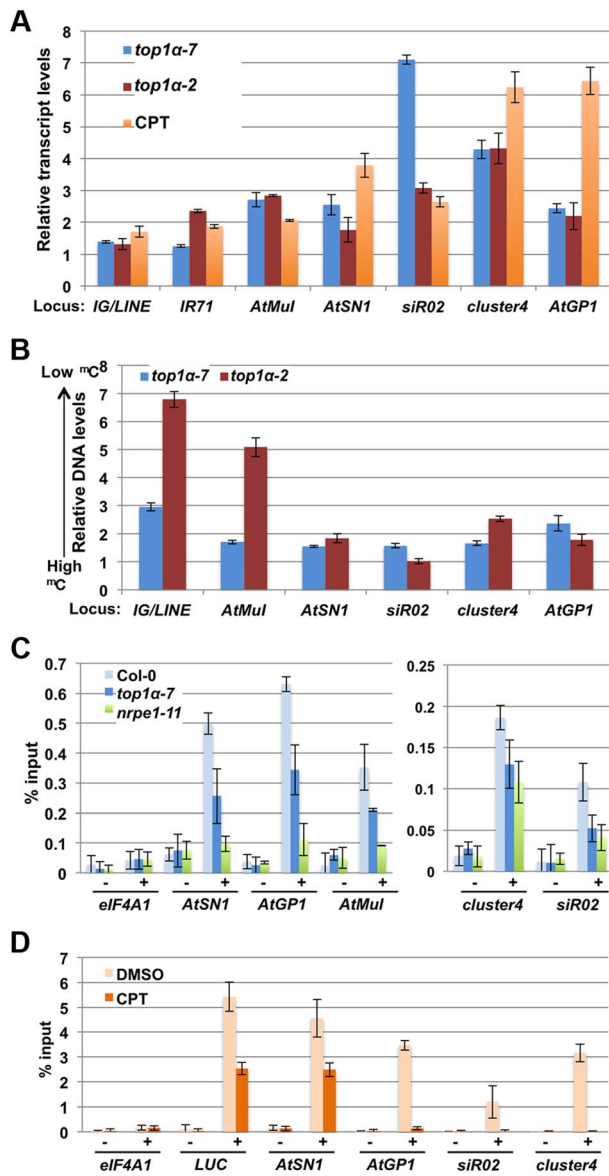 A
Relative transcript levels
8
7
6
5
4
3
2
1
0
top1α-7
top1α-2
CPT
Locus: IG/LINE IR71 AtMuI AtSN1 siR02 cluster4 AtGP1
B
Low mC
High mC
Relative DNA levels
8
7
6
5
4
3
2
1
0
top1α-7 top1α-2
Locus: IG/LINE AtMuI AtSN1 siR02 cluster4 AtGP1
C
% input
0.7
0.6
0.5
0.4
0.3
0.2
0.1
0
Col-0
top1α-7
nrpe1-11
- + - + - + - +
eIF4A1 AtSN1 AtGP1 AtMuI
0.25
0.2
0.15
0.1
0.05
0
- + - +
cluster4 siR02
D
% input
7
6
5
4
3
2
1
0
DMSO
CPT
- + - + - + - + - + - +
eIF4A1 LUC AtSN1 AtGP1 siR02 cluster4